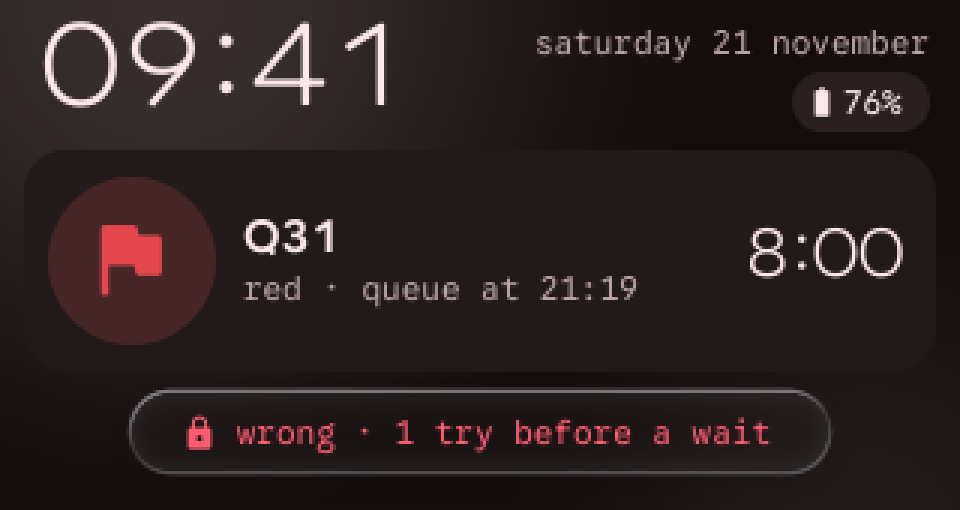 09:41
saturday 21 november
76%
Q31
red · queue at 21:19
8:00
wrong · 1 try before a wait